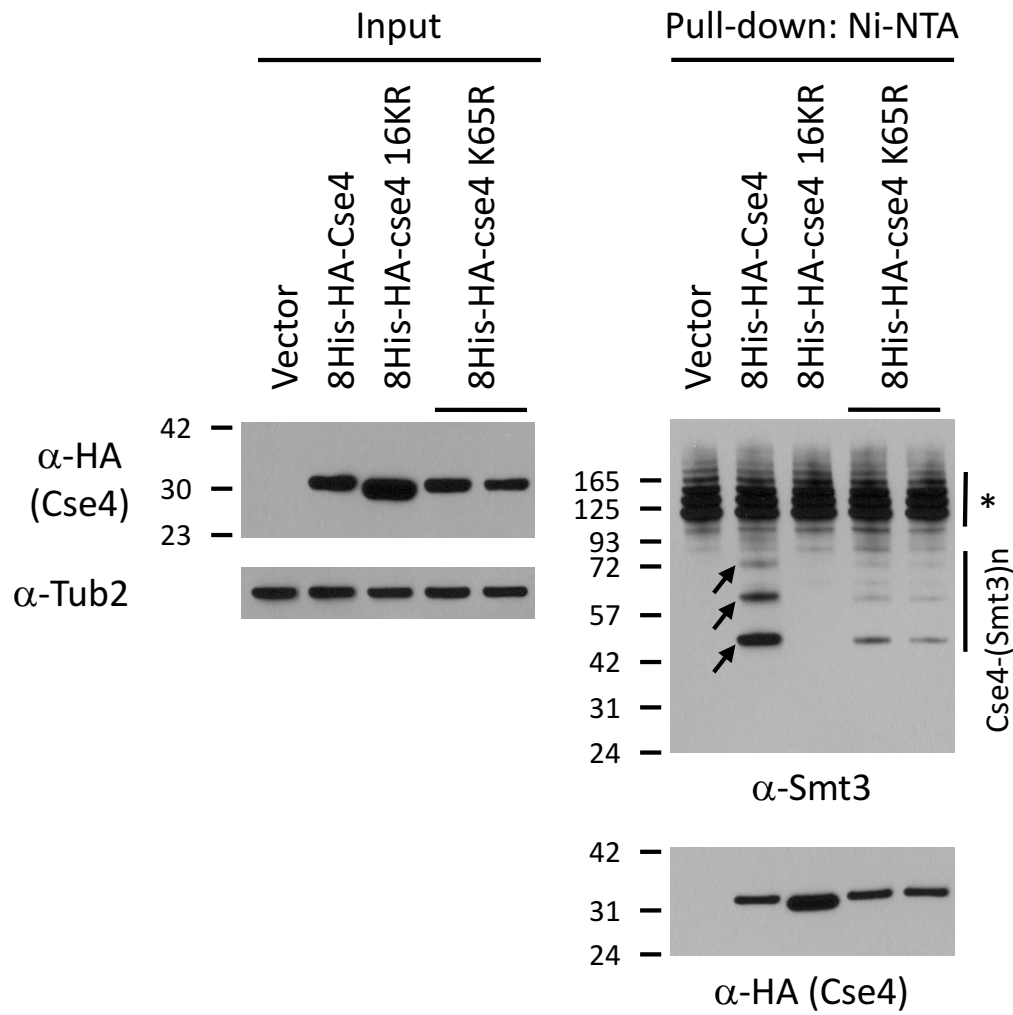 Input
Vector
8His-HA-Cse4
8His-HA-cse4 16KR
8His-HA-cse4 K65R
α-HA
(Cse4)
42
30
23
α-Tub2
Pull-down: Ni-NTA
Vector
8His-HA-Cse4
8His-HA-cse4 16KR
8His-HA-cse4 K65R
165
125
93
72
57
42
31
24
*
Cse4-(Smt3)n
α-Smt3
42
31
24
α-HA (Cse4)